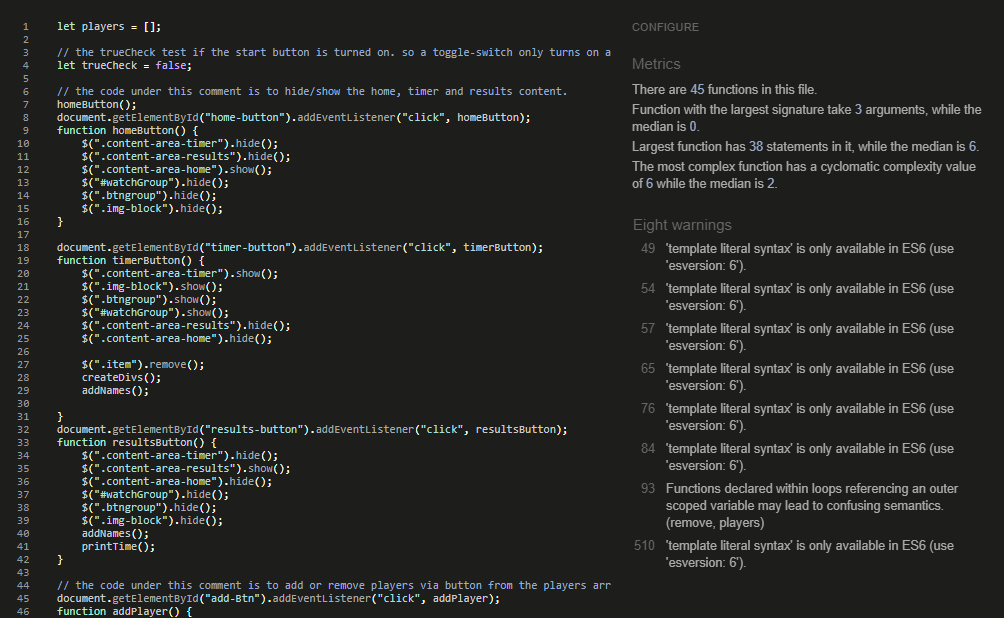 1 let players = [];
2
3 // the trueCheck test if the start button is turned on. so a toggle-switch only turns on a
4 let trueCheck = false;
5
6 // the code under this comment is to hide/show the home, timer and results content.
7 homeButton();
8 document.getElementById("home-button").addEventListener("click", homeButton);
9 function homeButton() {
10 $(".content-area-timer").hide();
11 $(".content-area-results").hide();
12 $(".content-area-home").show();
13 $("#watchGroup").hide();
14 $(".btngroup").hide();
15 $(".img-block").hide();
16 }
17
18 document.getElementById("timer-button").addEventListener("click", timerButton);
19 function timerButton() {
20 $(".content-area-timer").show();
21 $(".img-block").show();
22 $(".btngroup").show();
23 $("#watchGroup").show();
24 $(".content-area-results").hide();
25 $(".content-area-home").hide();
26
27 $(".item").remove();
28 createDivs();
29 addNames();
30
31 }
32 document.getElementById("results-button").addEventListener("click", resultsButton);
33 function resultsButton() {
34 $(".content-area-timer").hide();
35 $(".content-area-results").show();
36 $(".content-area-home").hide();
37 $("#watchGroup").hide();
38 $(".btngroup").hide();
39 $(".img-block").hide();
40 addNames();
41 printTime();
42 }
43
44 // the code under this comment is to add or remove players via button from the players arr
45 document.getElementById("add-Btn").addEventListener("click", addPlayer);
46 function addPlayer() {
CONFIGURE
Metrics
There are 45 functions in this file.
Function with the largest signature take 3 arguments, while the
median is 0.
Largest function has 38 statements in it, while the median is 6.
The most complex function has a cyclomatic complexity value
of 6 while the median is 2.
Eight warnings
49 'template literal syntax' is only available in ES6 (use
'esversion: 6').
54 'template literal syntax' is only available in ES6 (use
'esversion: 6').
57 'template literal syntax' is only available in ES6 (use
'esversion: 6').
65 'template literal syntax' is only available in ES6 (use
'esversion: 6').
76 'template literal syntax' is only available in ES6 (use
'esversion: 6').
84 'template literal syntax' is only available in ES6 (use
'esversion: 6').
93 Functions declared within loops referencing an outer
scoped variable may lead to confusing semantics.
(remove, players)
510 'template literal syntax' is only available in ES6 (use
'esversion: 6').